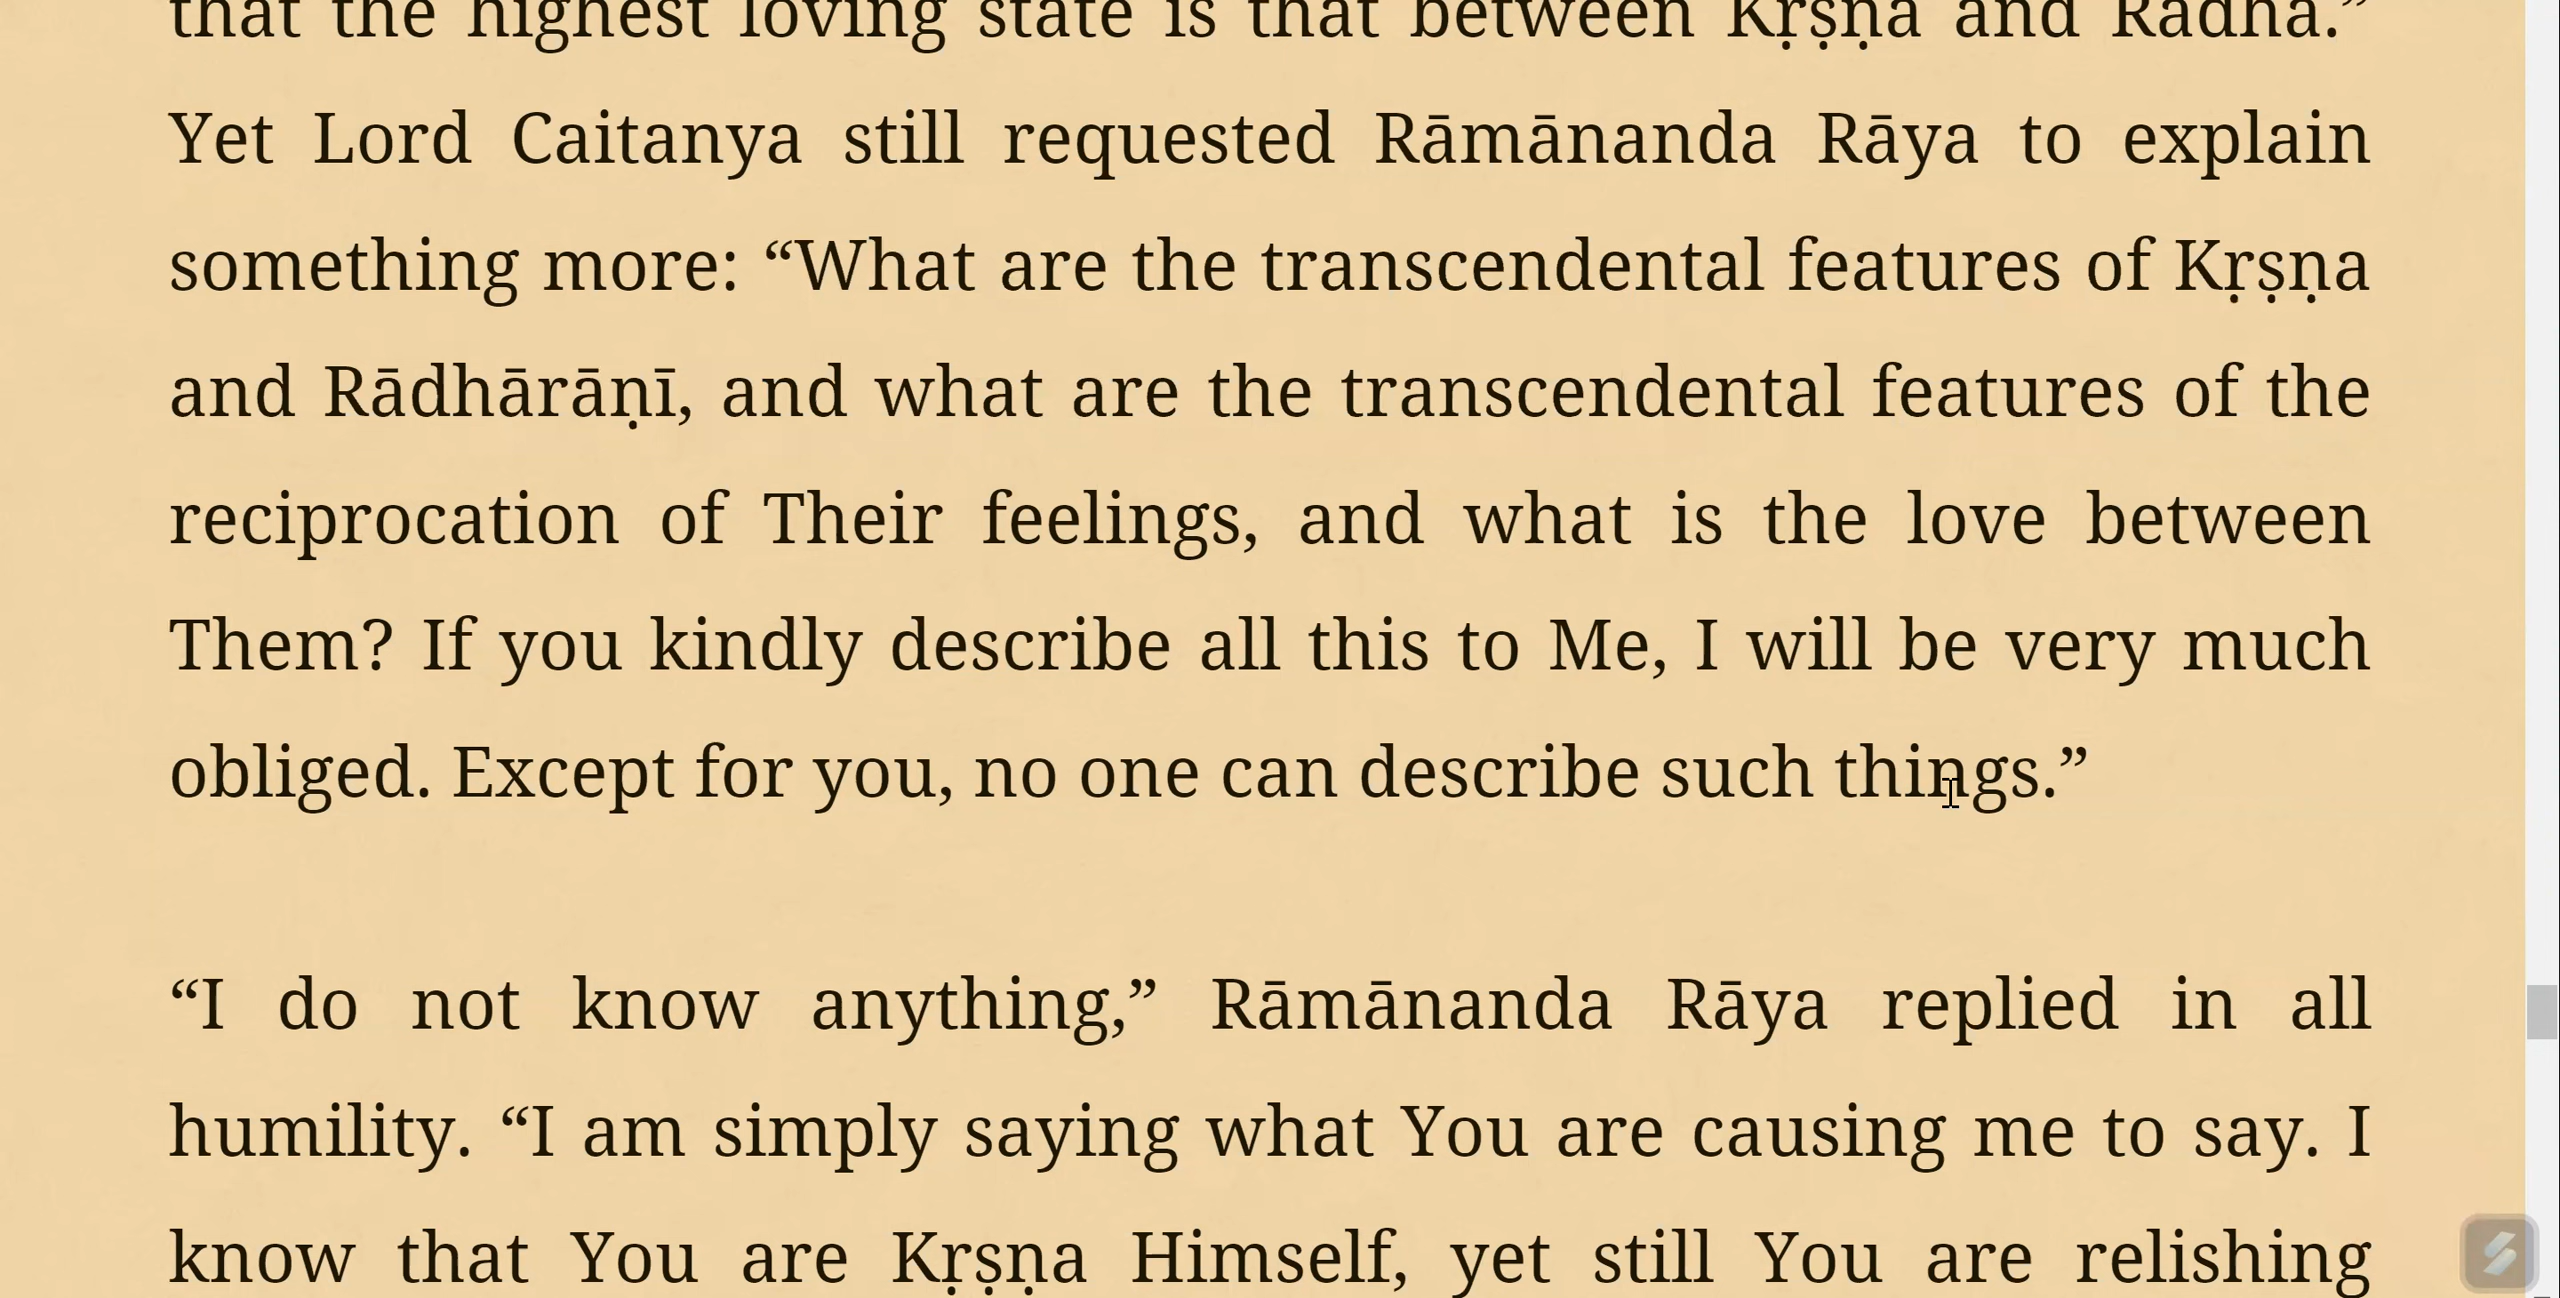 that the highest loving state is that between Kṛṣṇa and Rādhā.”
Yet Lord Caitanya still requested Rāmānanda Rāya to explain
something more: “What are the transcendental features of Kṛṣṇa
and Rādhārāṇī, and what are the transcendental features of the
reciprocation of Their feelings, and what is the love between
Them? If you kindly describe all this to Me, I will be very much
obliged. Except for you, no one can describe such things.”
“I do not know anything,” Rāmānanda Rāya replied in all
humility. “I am simply saying what You are causing me to say. I
know that You are Kṛṣṇa Himself, yet still You are relishing